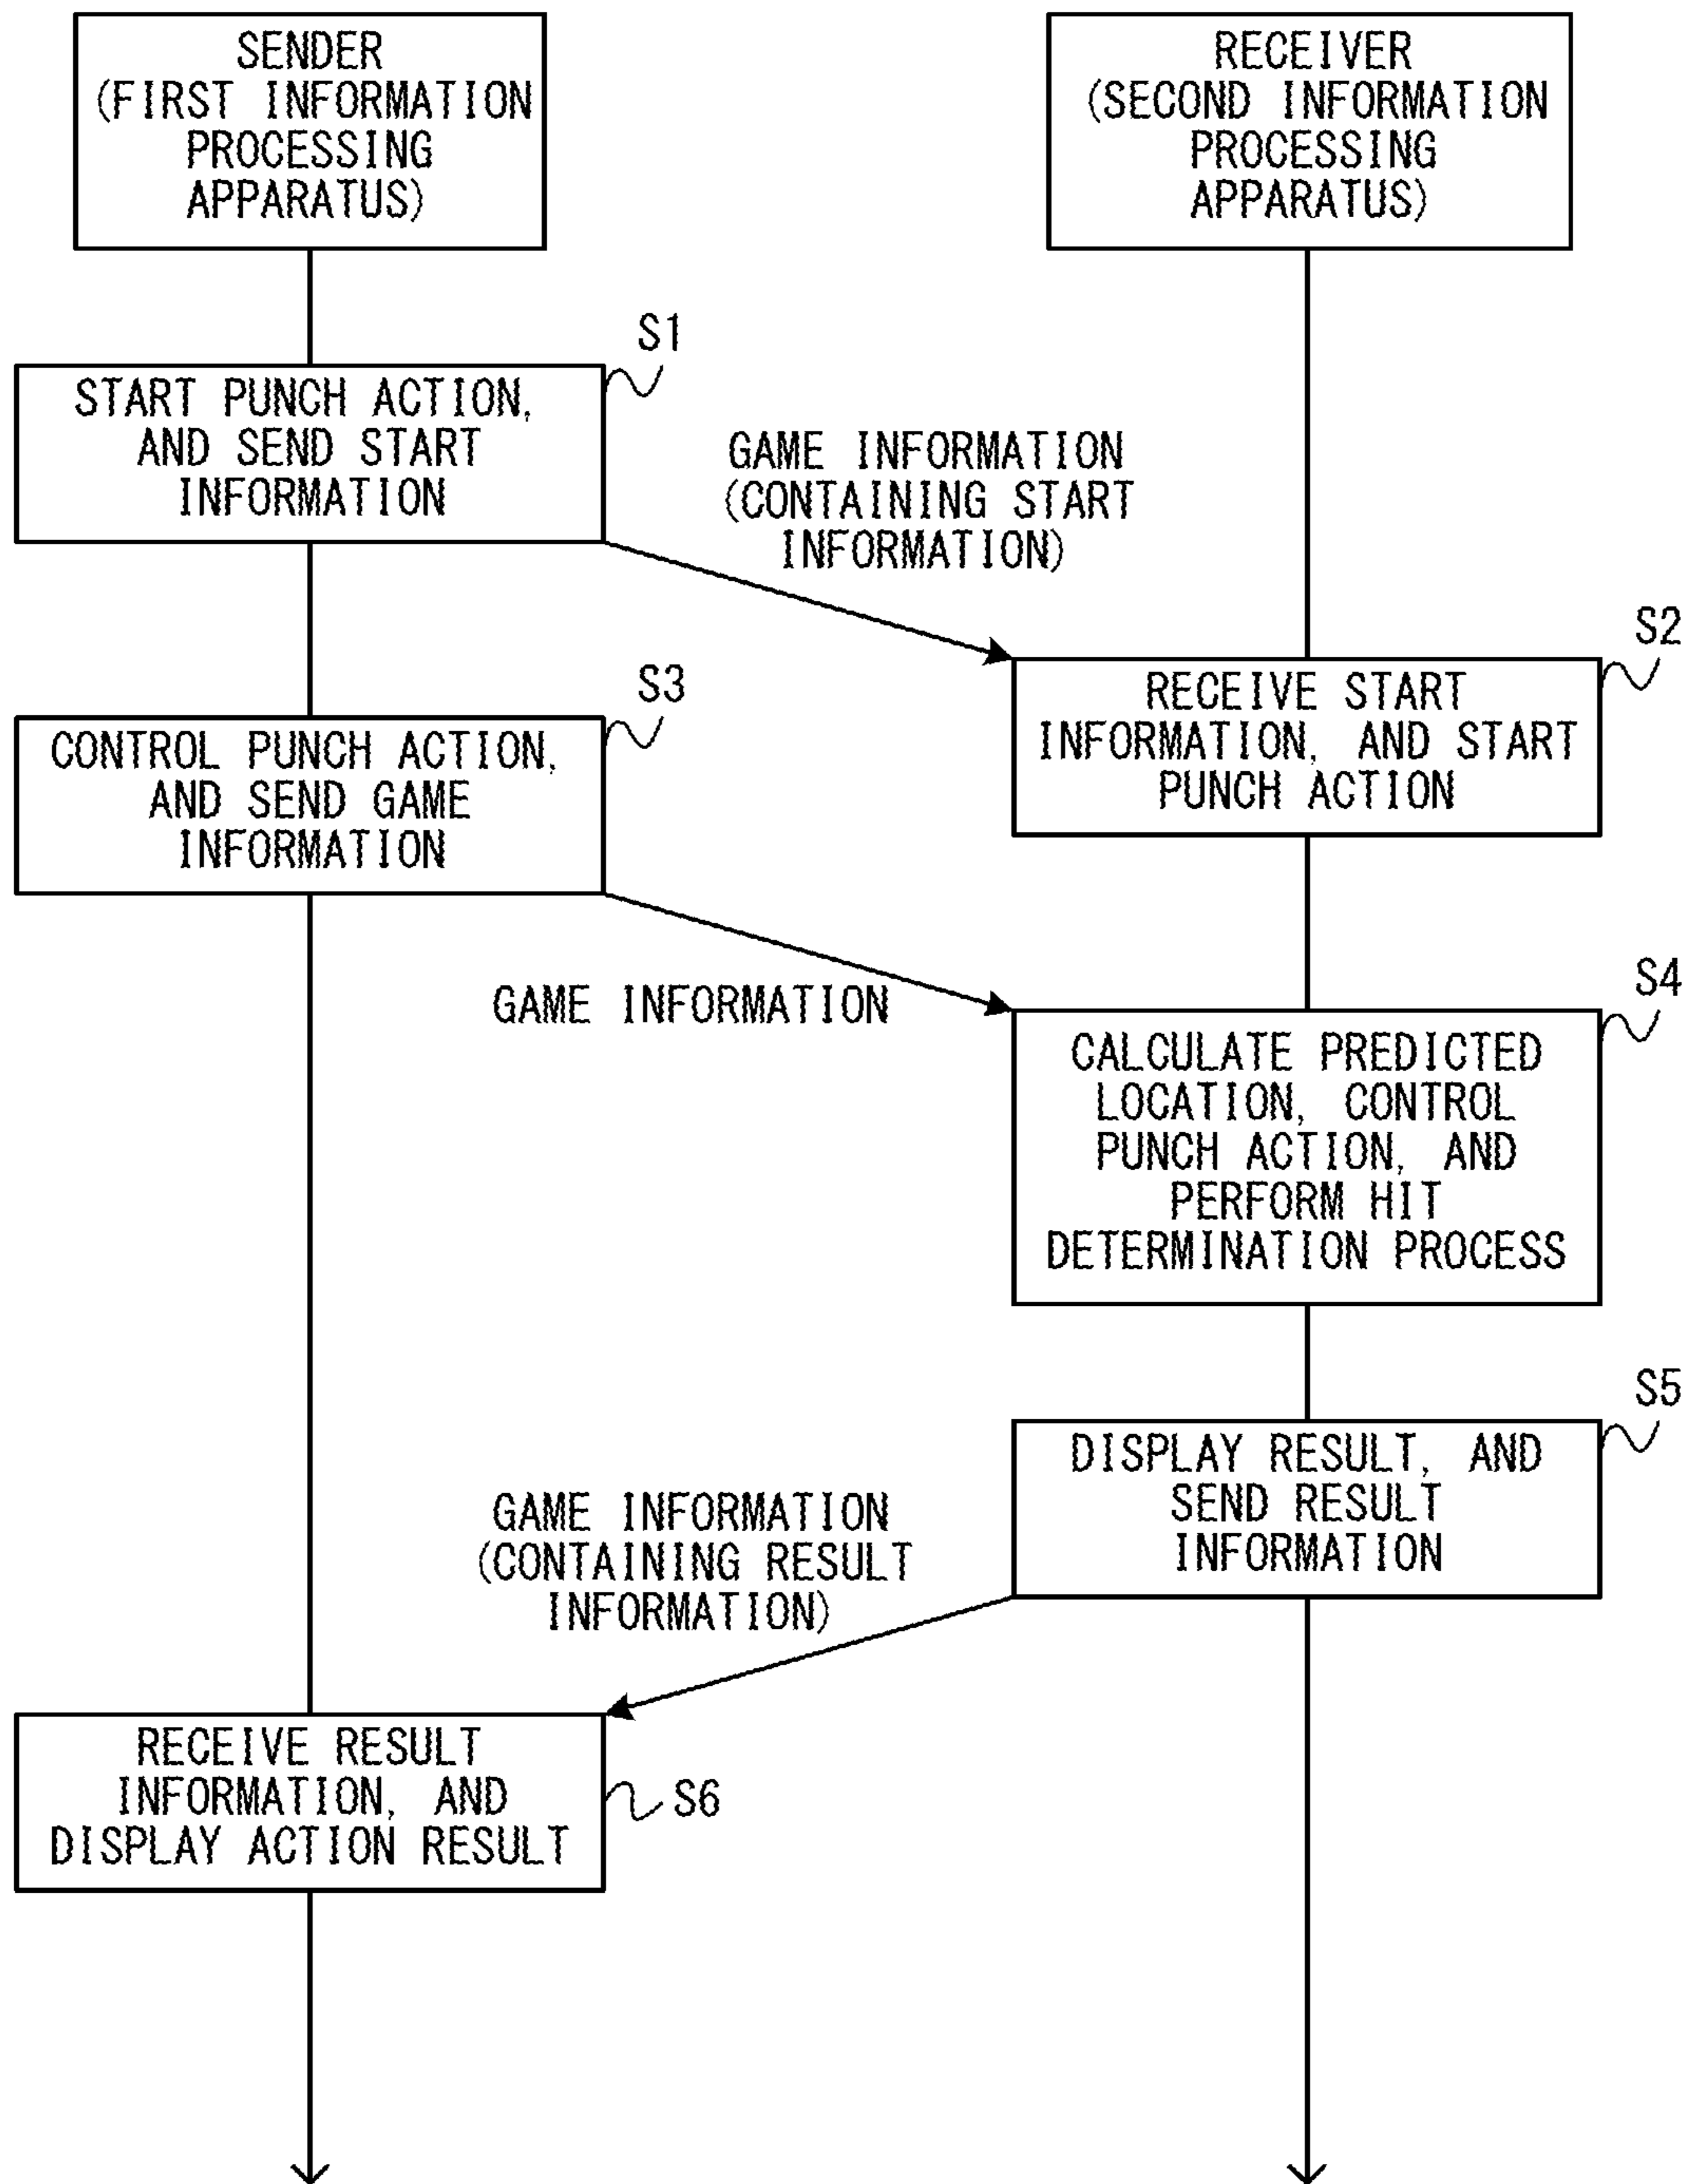 SENDER
(FIRST INFORMATION
PROCESSING
APPARATUS)
RECEIVER
(SECOND INFORMATION
PROCESSING
APPARATUS)
S1
START PUNCH ACTION,
AND SEND START
INFORMATION
GAME INFORMATION
(CONTAINING START
INFORMATION)
S2
RECEIVE START
INFORMATION, AND START
PUNCH ACTION
S3
CONTROL PUNCH ACTION,
AND SEND GAME
INFORMATION
GAME INFORMATION
S4
CALCULATE PREDICTED
LOCATION, CONTROL
PUNCH ACTION, AND
PERFORM HIT
DETERMINATION PROCESS
S5
DISPLAY RESULT, AND
SEND RESULT
INFORMATION
GAME INFORMATION
(CONTAINING RESULT
INFORMATION)
RECEIVE RESULT
INFORMATION, AND
DISPLAY ACTION RESULT
S6